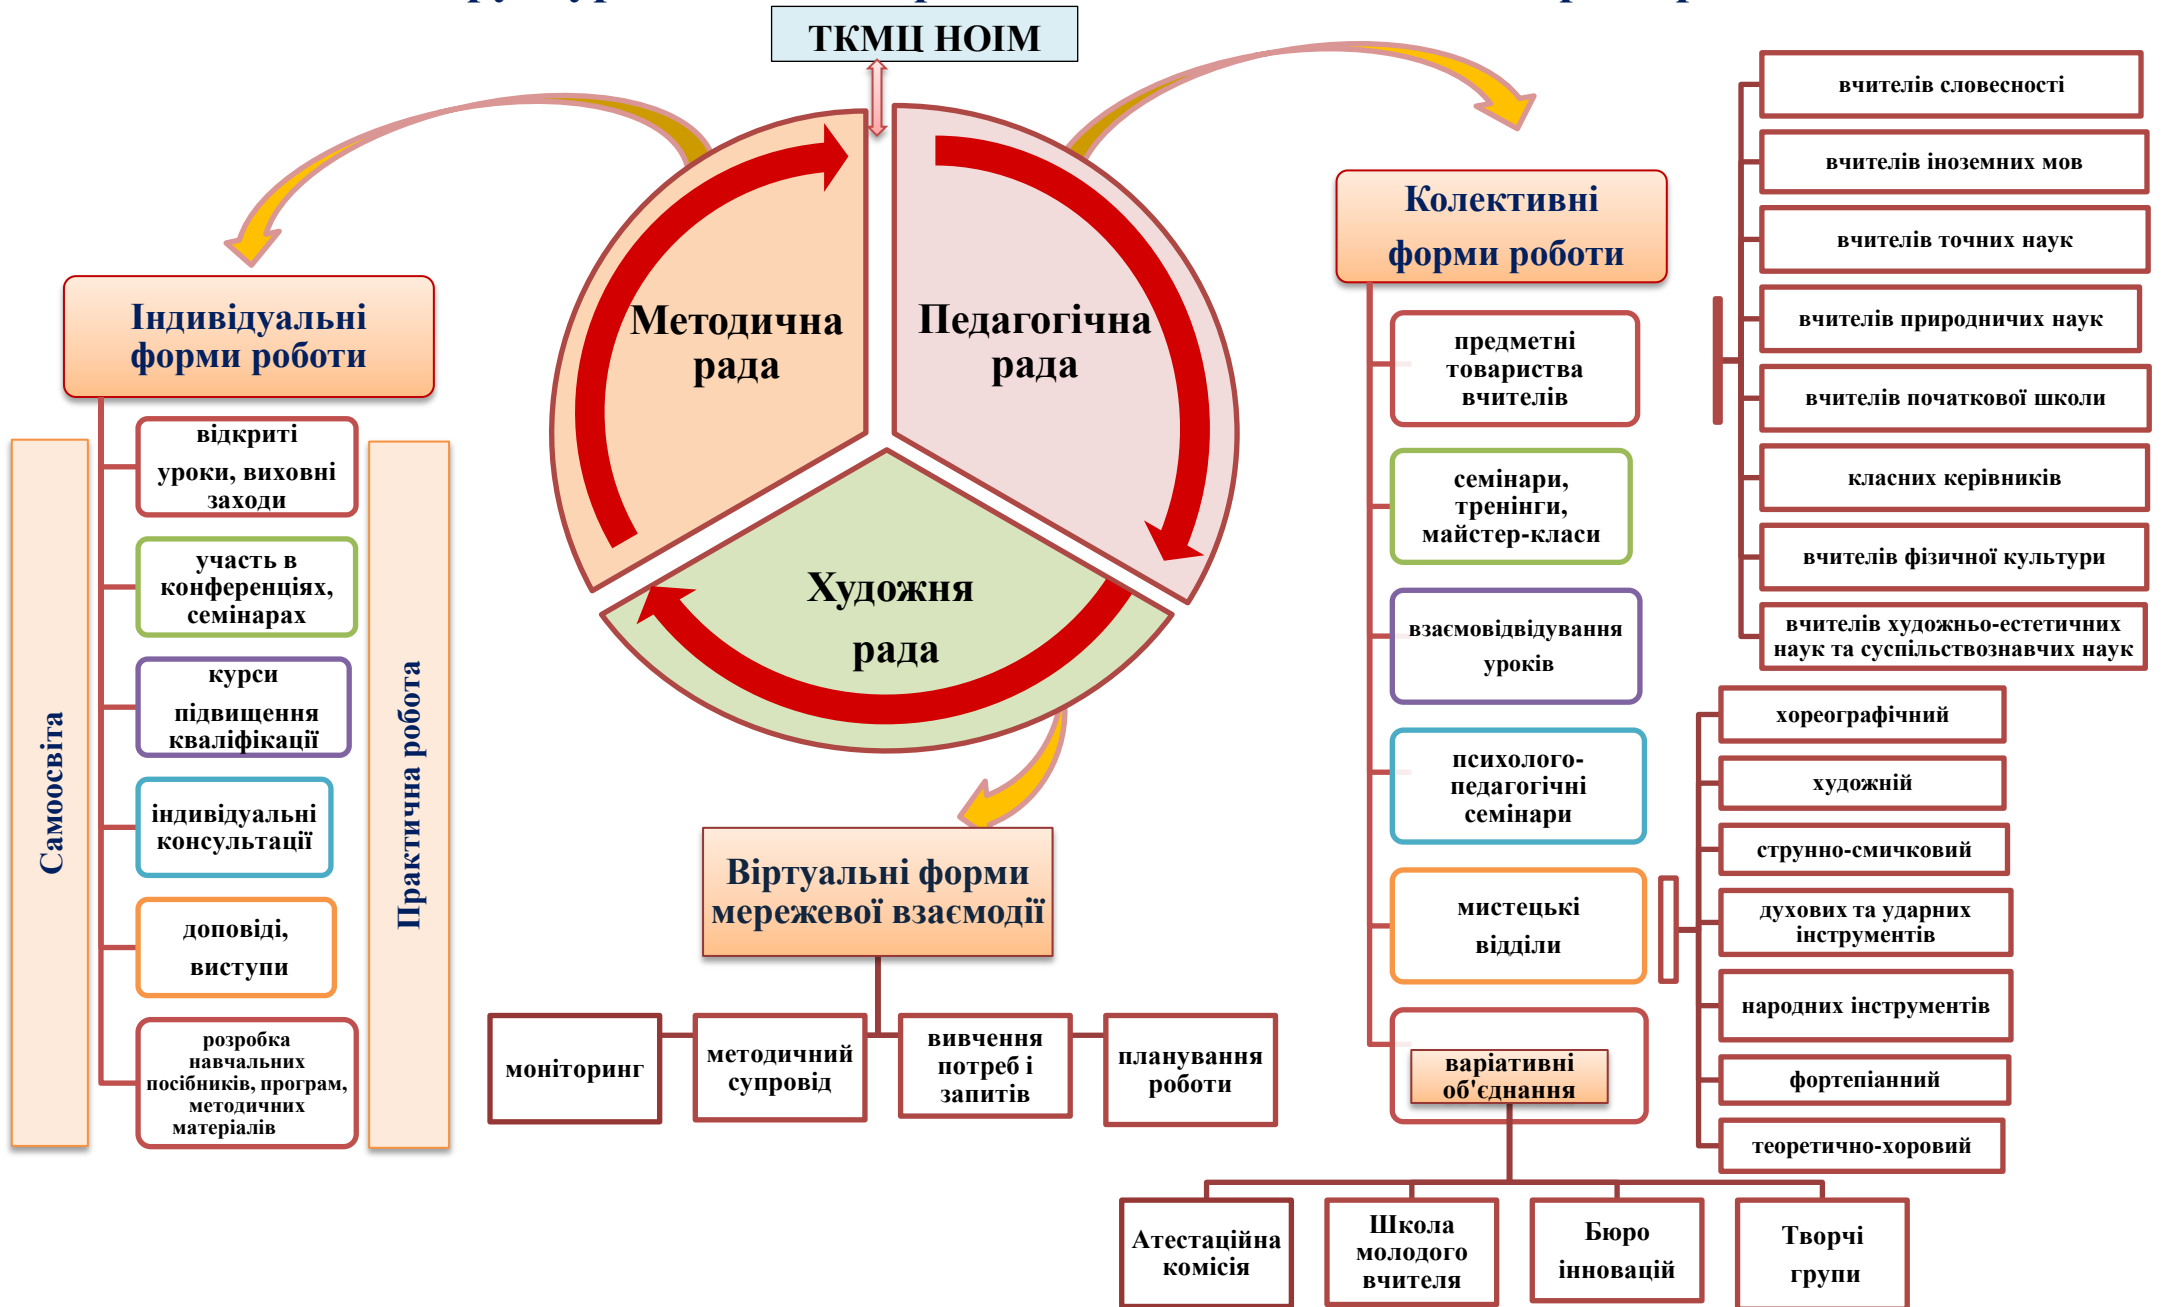 ТКМЦ НОІМ
Методична
рада
Педагогічна
рада
Художня
рада
Індивідуальні
форми роботи
Самоосвіта
відкриті
уроки, виховні
заходи
участь в
конференціях,
семінарах
курси
підвищення
кваліфікації
індивідуальні
консультації
доповіді,
виступи
розробка
навчальних
посібників, програм,
методичних
матеріалів
Практична робота
Віртуальні форми
мережевої взаємодії
моніторинг
методичний
супровід
вивчення
потреб і
запитів
планування
роботи
Колективні
форми роботи
предметні
товариства
вчителів
семінари,
тренінги,
майстер-класи
взаємовідвідування
уроків
психолого-
педагогічні
семінари
мистецькі
відділи
варіативні
об'єднання
вчителів словесності
вчителів іноземних мов
вчителів точних наук
вчителів природничих наук
вчителів початкової школи
класних керівників
вчителів фізичної культури
вчителів художньо-естетичних
наук та суспільствознавчих наук
хореографічний
художній
струнно-смичковий
духових та ударних
інструментів
народних інструментів
фортепіанний
теоретично-хоровий
Атестаційна
комісія
Школа
молодого
вчителя
Бюро
інновацій
Творчі
групи